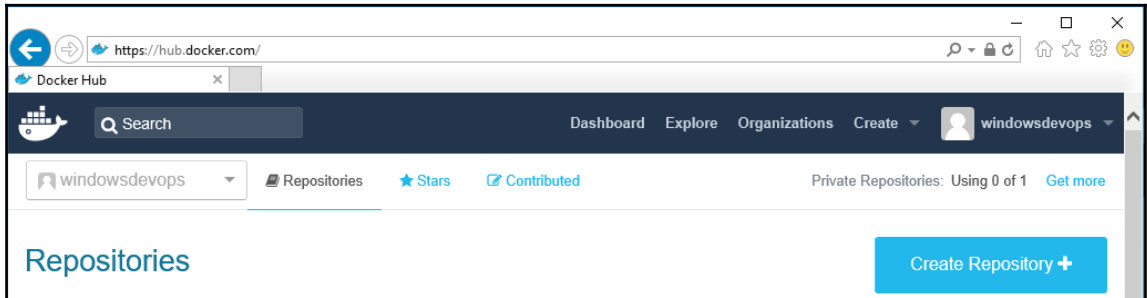 https://hub.docker.com/
Docker Hub
Search Dashboard Explore Organizations Create windowsdevops
windowsdevops Repositories Stars Contributed Private Repositories: Using 0 of 1 Get more
Repositories Create Repository